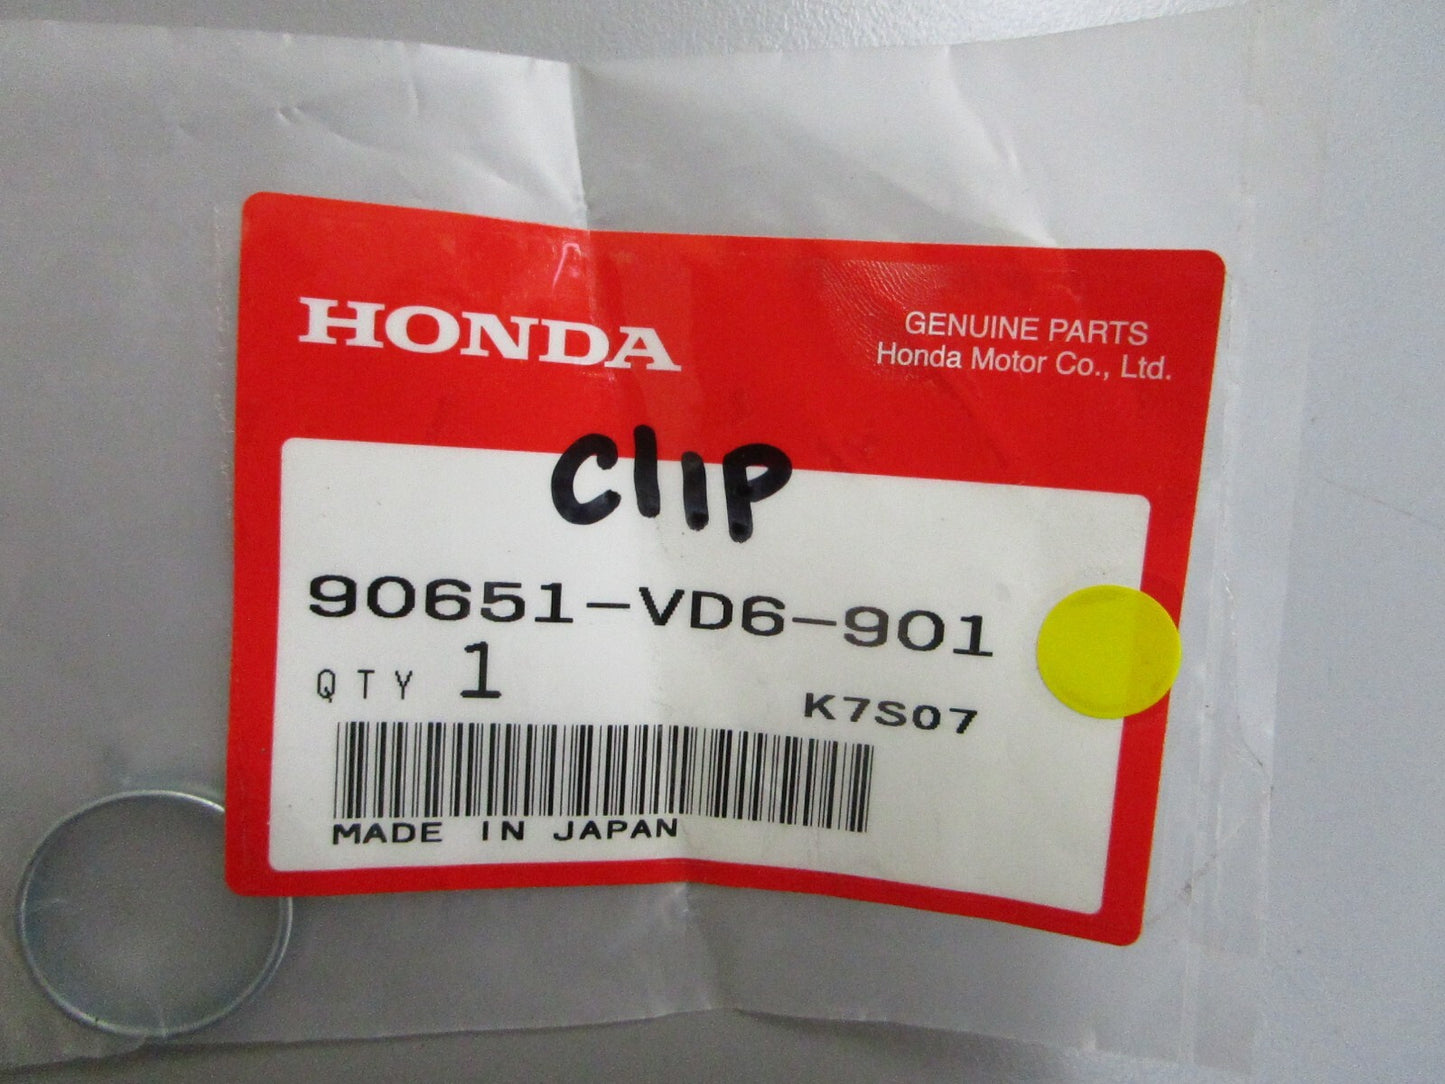 HONDA
GENUINE PARTS
Honda Motor Co., Ltd.
Clip
90651-VD6-901
QTY 1
K7S07
MADE IN JAPAN